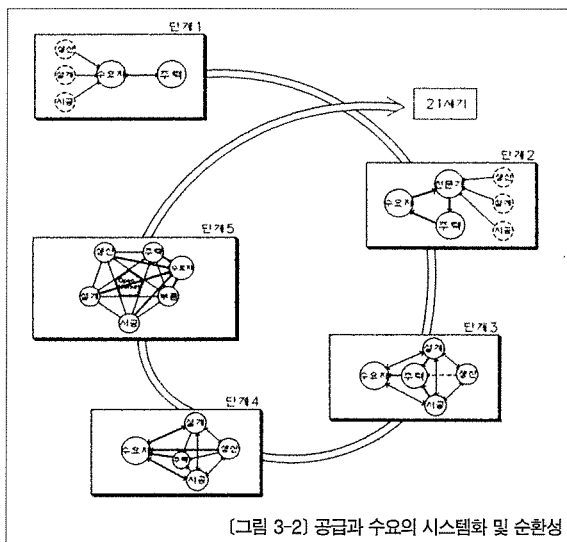 단계1
생산
설계
시공
수요자
주택
21세기
단계2
전문가
수요자
주택
생산
설계
시공
단계5
생산
주택
수요자
설계
부품
시공
Open
단계3
설계
수요자
주택
생산
시공
단계4
설계
수요자
주택
생산
시공
[그림 3-2] 공급과 수요의 시스템화 및 순환성